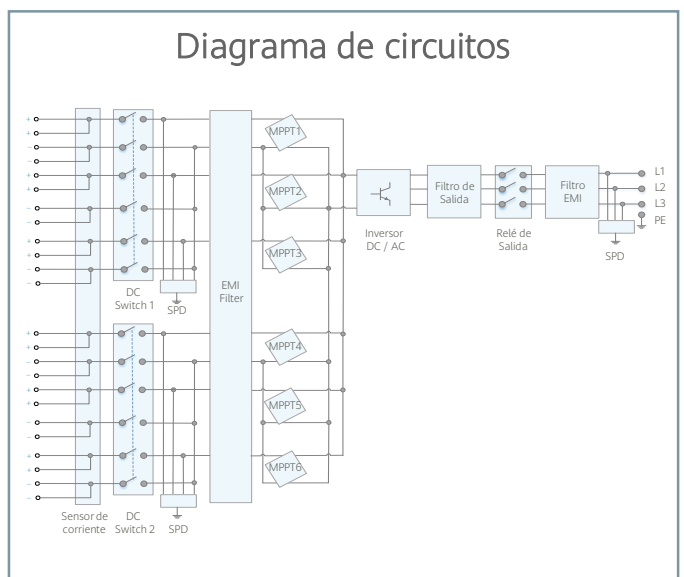 Diagrama de circuitos
MPPT1
MPPT2
MPPT3
MPPT4
MPPT5
MPPT6
EMI
Filter
DC
Switch 1
SPD
Sensor de
corriente
DC
Switch 2
SPD
Inversor
DC / AC
Filtro de
Salida
Relé de
Salida
Filtro
EMI
L1
L2
L3
PE
SPD